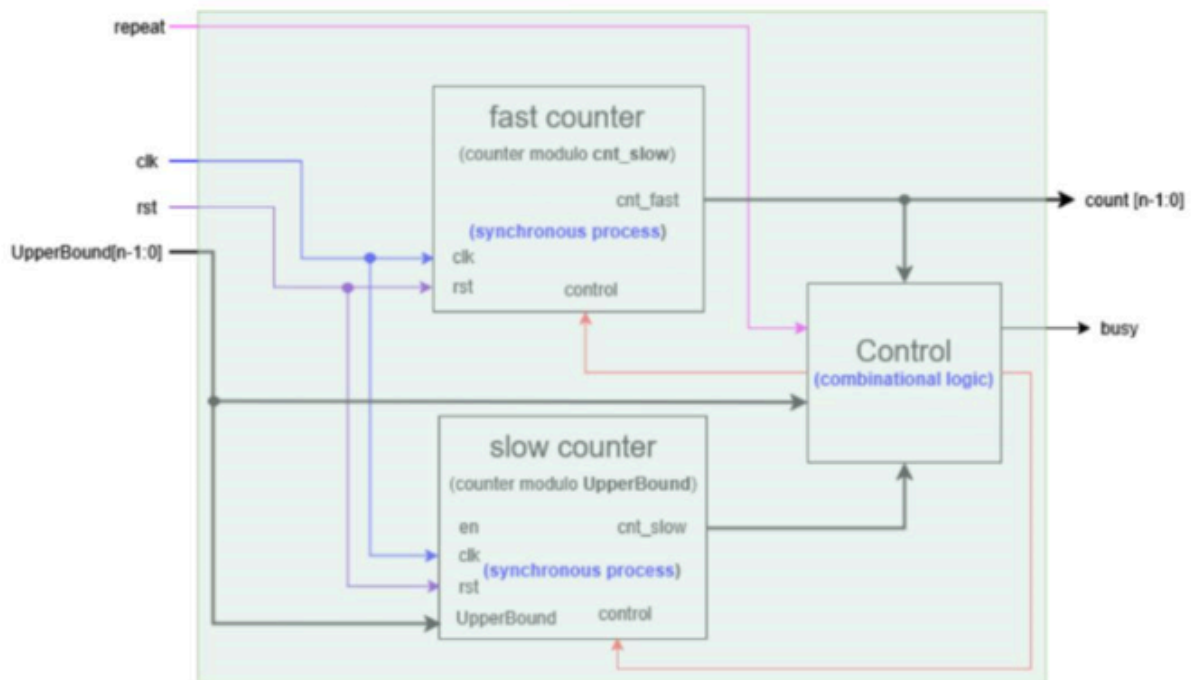 repeat
clk
rst
UpperBound[n-1:0]
fast counter
(counter modulo cnt_slow)
cnt_fast
(synchronous process)
clk
rst
control
count [n-1:0]
busy
Control
(combinational logic)
slow counter
(counter modulo UpperBound)
en
cnt_slow
clk
(synchronous process)
rst
UpperBound
control